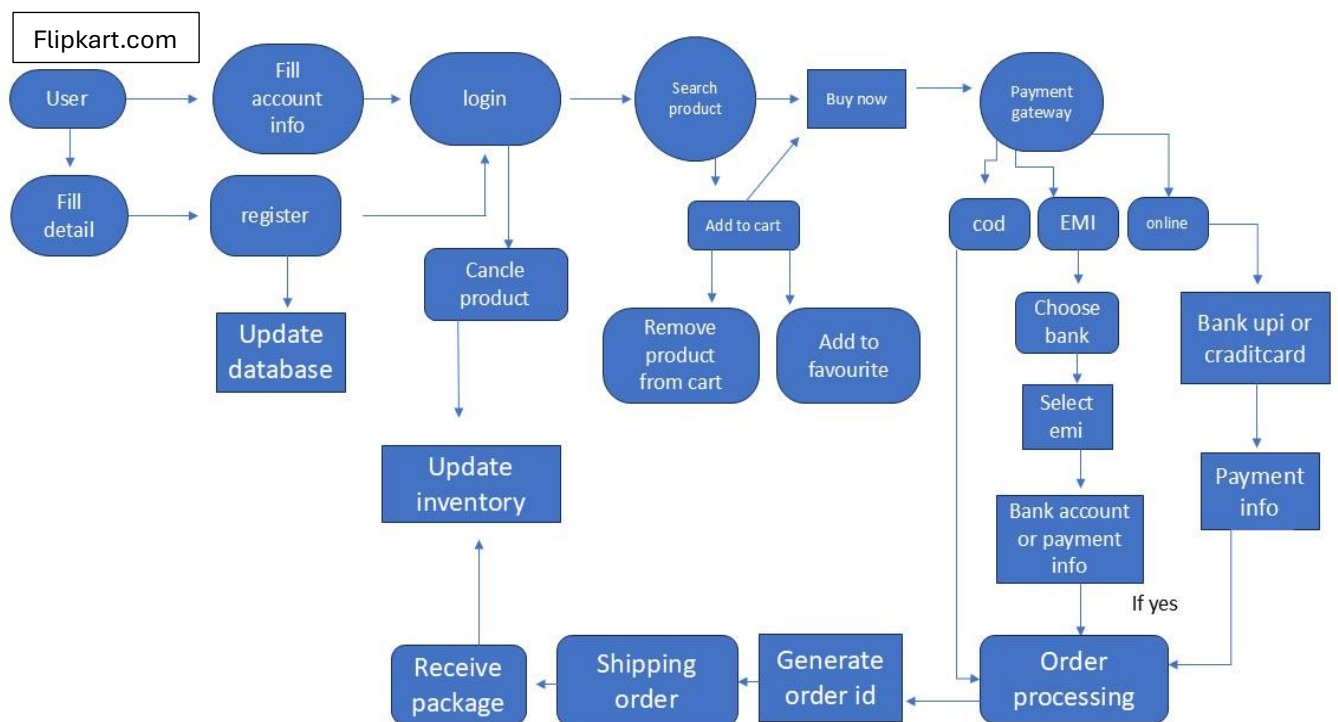 Flipkart.com
User
Fill
account
info
login
Search
product
Buy now
Payment
gateway
Fill
detail
register
Add to cart
cod
EMI
online
Cancle
product
Update
database
Remove
product
from cart
Add to
favourite
Choose
bank
Bank upi or
craditcard
Select
emi
Update
inventory
Payment
info
Bank account
or payment
info
If yes
Receive
package
Shipping
order
Generate
order id
Order
processing